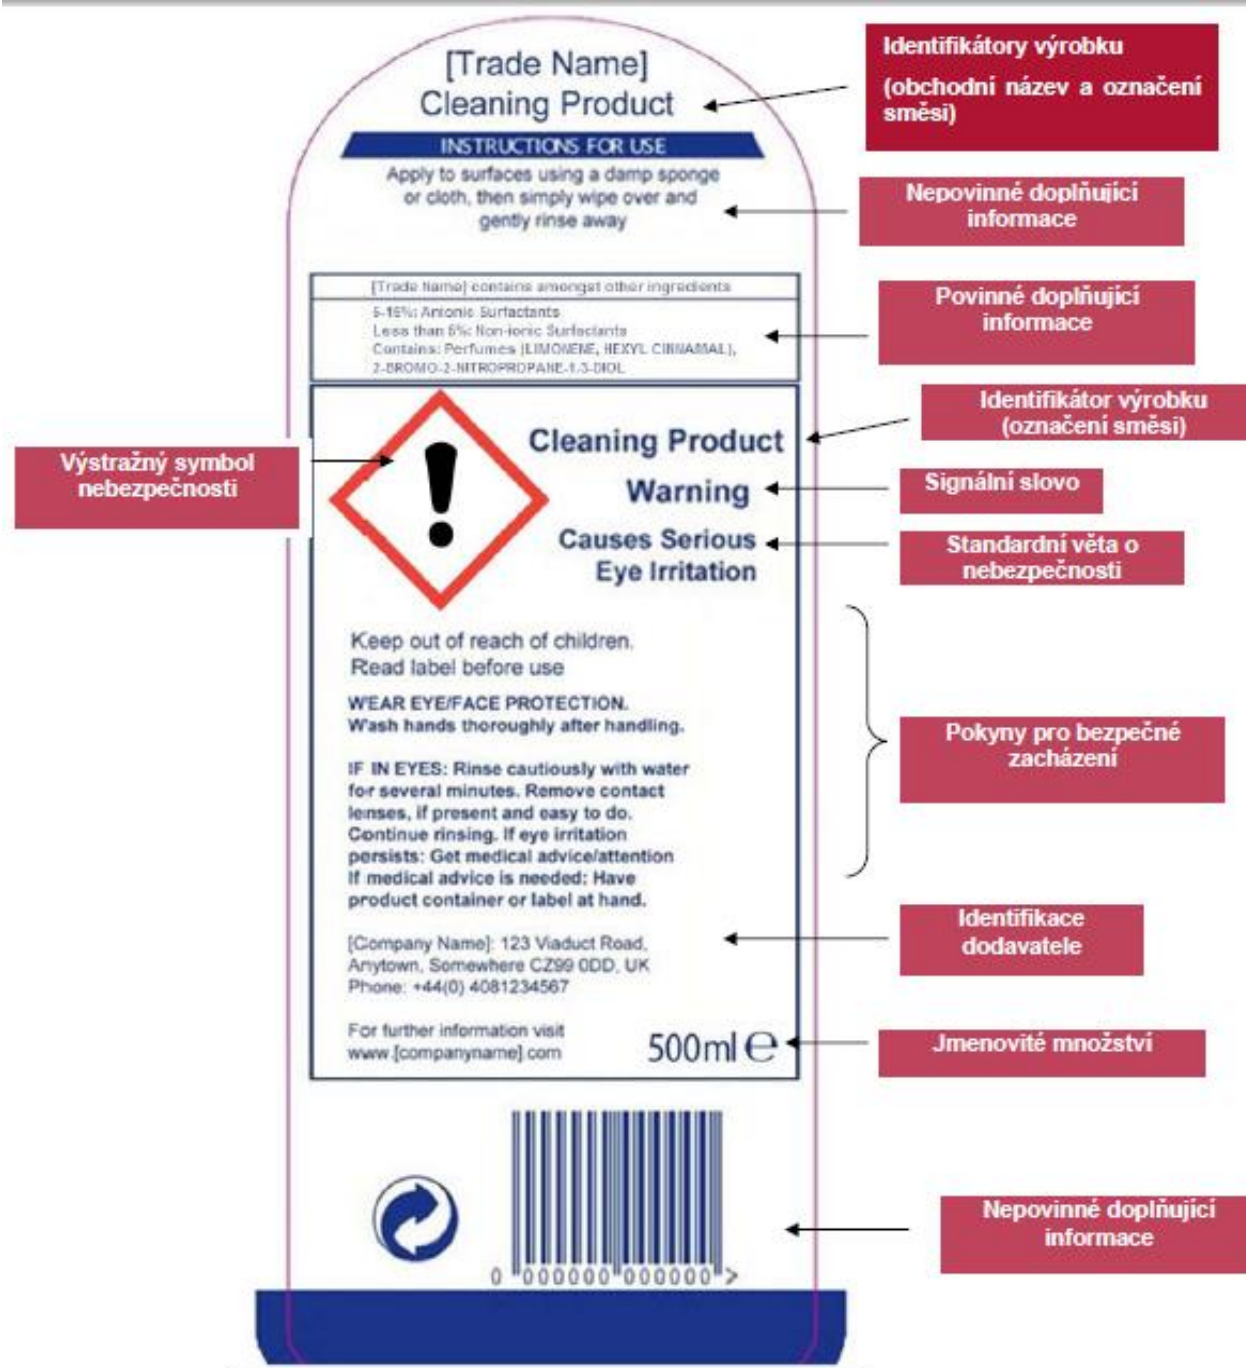 [Trade Name]
Cleaning Product
Identifikátory výrobku
(obchodní název a označení
směsi)
INSTRUCTIONS FOR USE
Apply to surfaces using a damp sponge
or cloth, then simply wipe over and
gently rinse away
Nepovinné doplňující
informace
[Trade Name] contains amongst other ingredients
5-15%: Anionic Surfactants
Less than 5%: Non-ionic Surfactants
Contains: Perfumes (LIMONENE, HEXYL CINNAMAL),
2-BROMO-2-NITROPROPANE-1,3-DIOL
Povinné doplňující
informace
Výstražný symbol
nebezpečnosti
Cleaning Product
Identifikátor výrobku
(označení směsi)
Warning
Signální slovo
Causes Serious
Eye Irritation
Standardní věta o
nebezpečnosti
Keep out of reach of children.
Read label before use
WEAR EYE/FACE PROTECTION.
Wash hands thoroughly after handling.
IF IN EYES: Rinse cautiously with water
for several minutes. Remove contact
lenses, if present and easy to do.
Continue rinsing. If eye irritation
persists: Get medical advice/attention
If medical advice is needed: Have
product container or label at hand.
Pokyny pro bezpečné
zacházení
[Company Name]: 123 Viaduct Road,
Anytown, Somewhere CZ99 0DD, UK
Phone: +44(0) 4081234567
Identifikace
dodavatele
For further information visit
www.[companyname].com
500ml ℮
Jmenovité množství
0 000000 000000 >
Nepovinné doplňující
informace